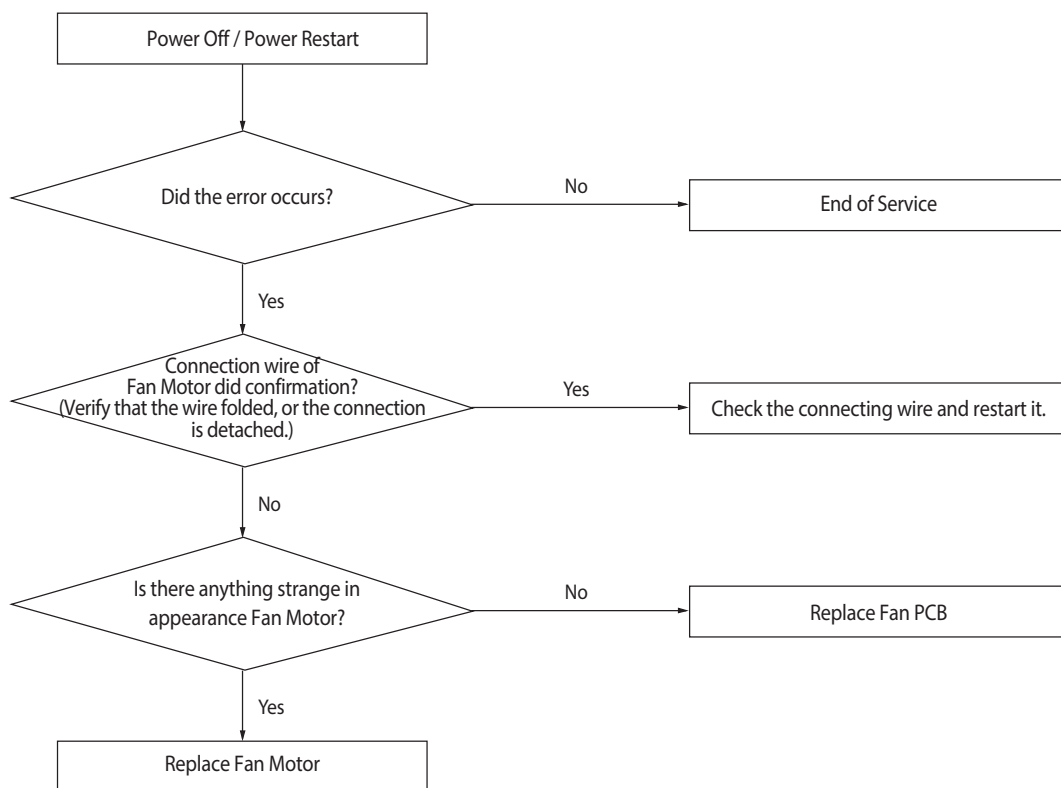 Power Off / Power Restart
Did the error occurs?
No
End of Service
Yes
Connection wire of
Fan Motor did confirmation?
(Verify that the wire folded, or the connection
is detached.)
Yes
Check the connecting wire and restart it.
No
Is there anything strange in
appearance Fan Motor?
No
Replace Fan PCB
Yes
Replace Fan Motor